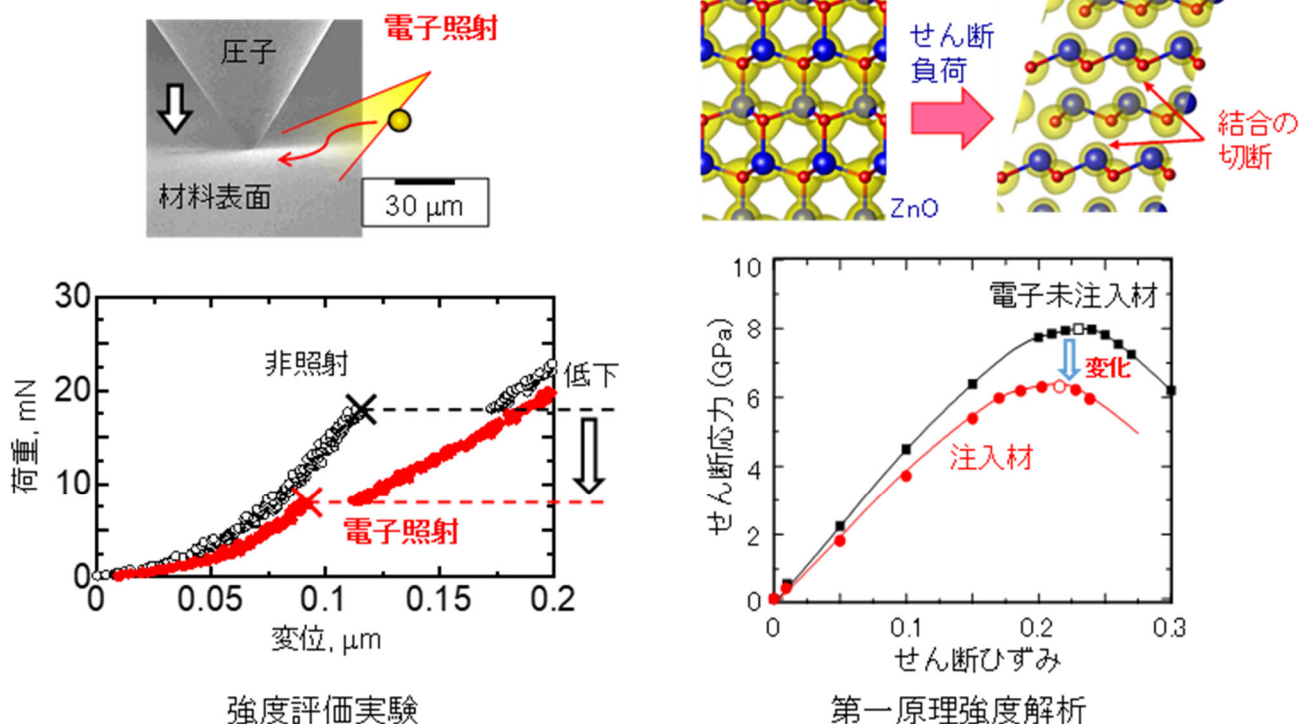 圧子
電子照射
材料表面
30 μm
せん断
負荷
結合の
切断
ZnO
30
20
10
0
荷重, mN
非照射
低下
電子照射
0
0.05
0.1
0.15
0.2
変位, μm
強度評価実験
10
8
6
4
2
0
せん断応力 (GPa)
電子未注入材
変化
注入材
0
0.1
0.2
0.3
せん断ひずみ
第一原理強度解析